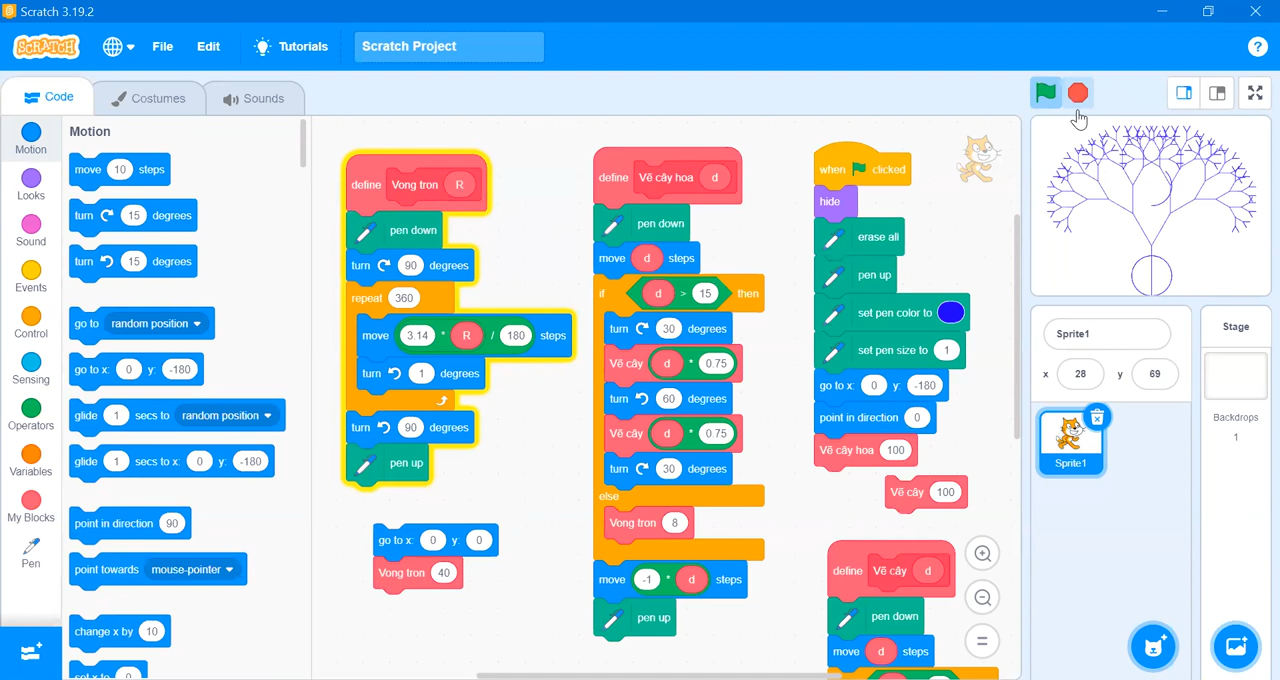 Scratch 3.19.2
SCRATCH
File
Edit
Tutorials
Scratch Project
?
Code
Costumes
Sounds
Motion
Looks
Sound
Events
Control
Sensing
Operators
Variables
My Blocks
Pen
Motion
move 10 steps
turn 15 degrees
turn 15 degrees
go to random position
go to x: 0 y: -180
glide 1 secs to random position
glide 1 secs to x: 0 y: -180
point in direction 90
point towards mouse-pointer
change x by 10
define Vong tron R
pen down
turn 90 degrees
repeat 360
move 3.14 * R / 180 steps
turn 1 degrees
turn 90 degrees
pen up
go to x: 0 y: 0
Vong tron 40
define Vẽ cây hoa d
pen down
move d steps
if d > 15 then
turn 30 degrees
Vẽ cây d * 0.75
turn 60 degrees
Vẽ cây d * 0.75
turn 30 degrees
else
Vong tron 8
move -1 * d steps
pen up
when clicked
hide
erase all
pen up
set pen color to
set pen size to 1
go to x: 0 y: -180
point in direction 0
Vẽ cây hoa 100
Vẽ cây 100
define Vẽ cây d
pen down
move d steps
Sprite1
x 28 y 69
Sprite1
Stage
Backdrops
1